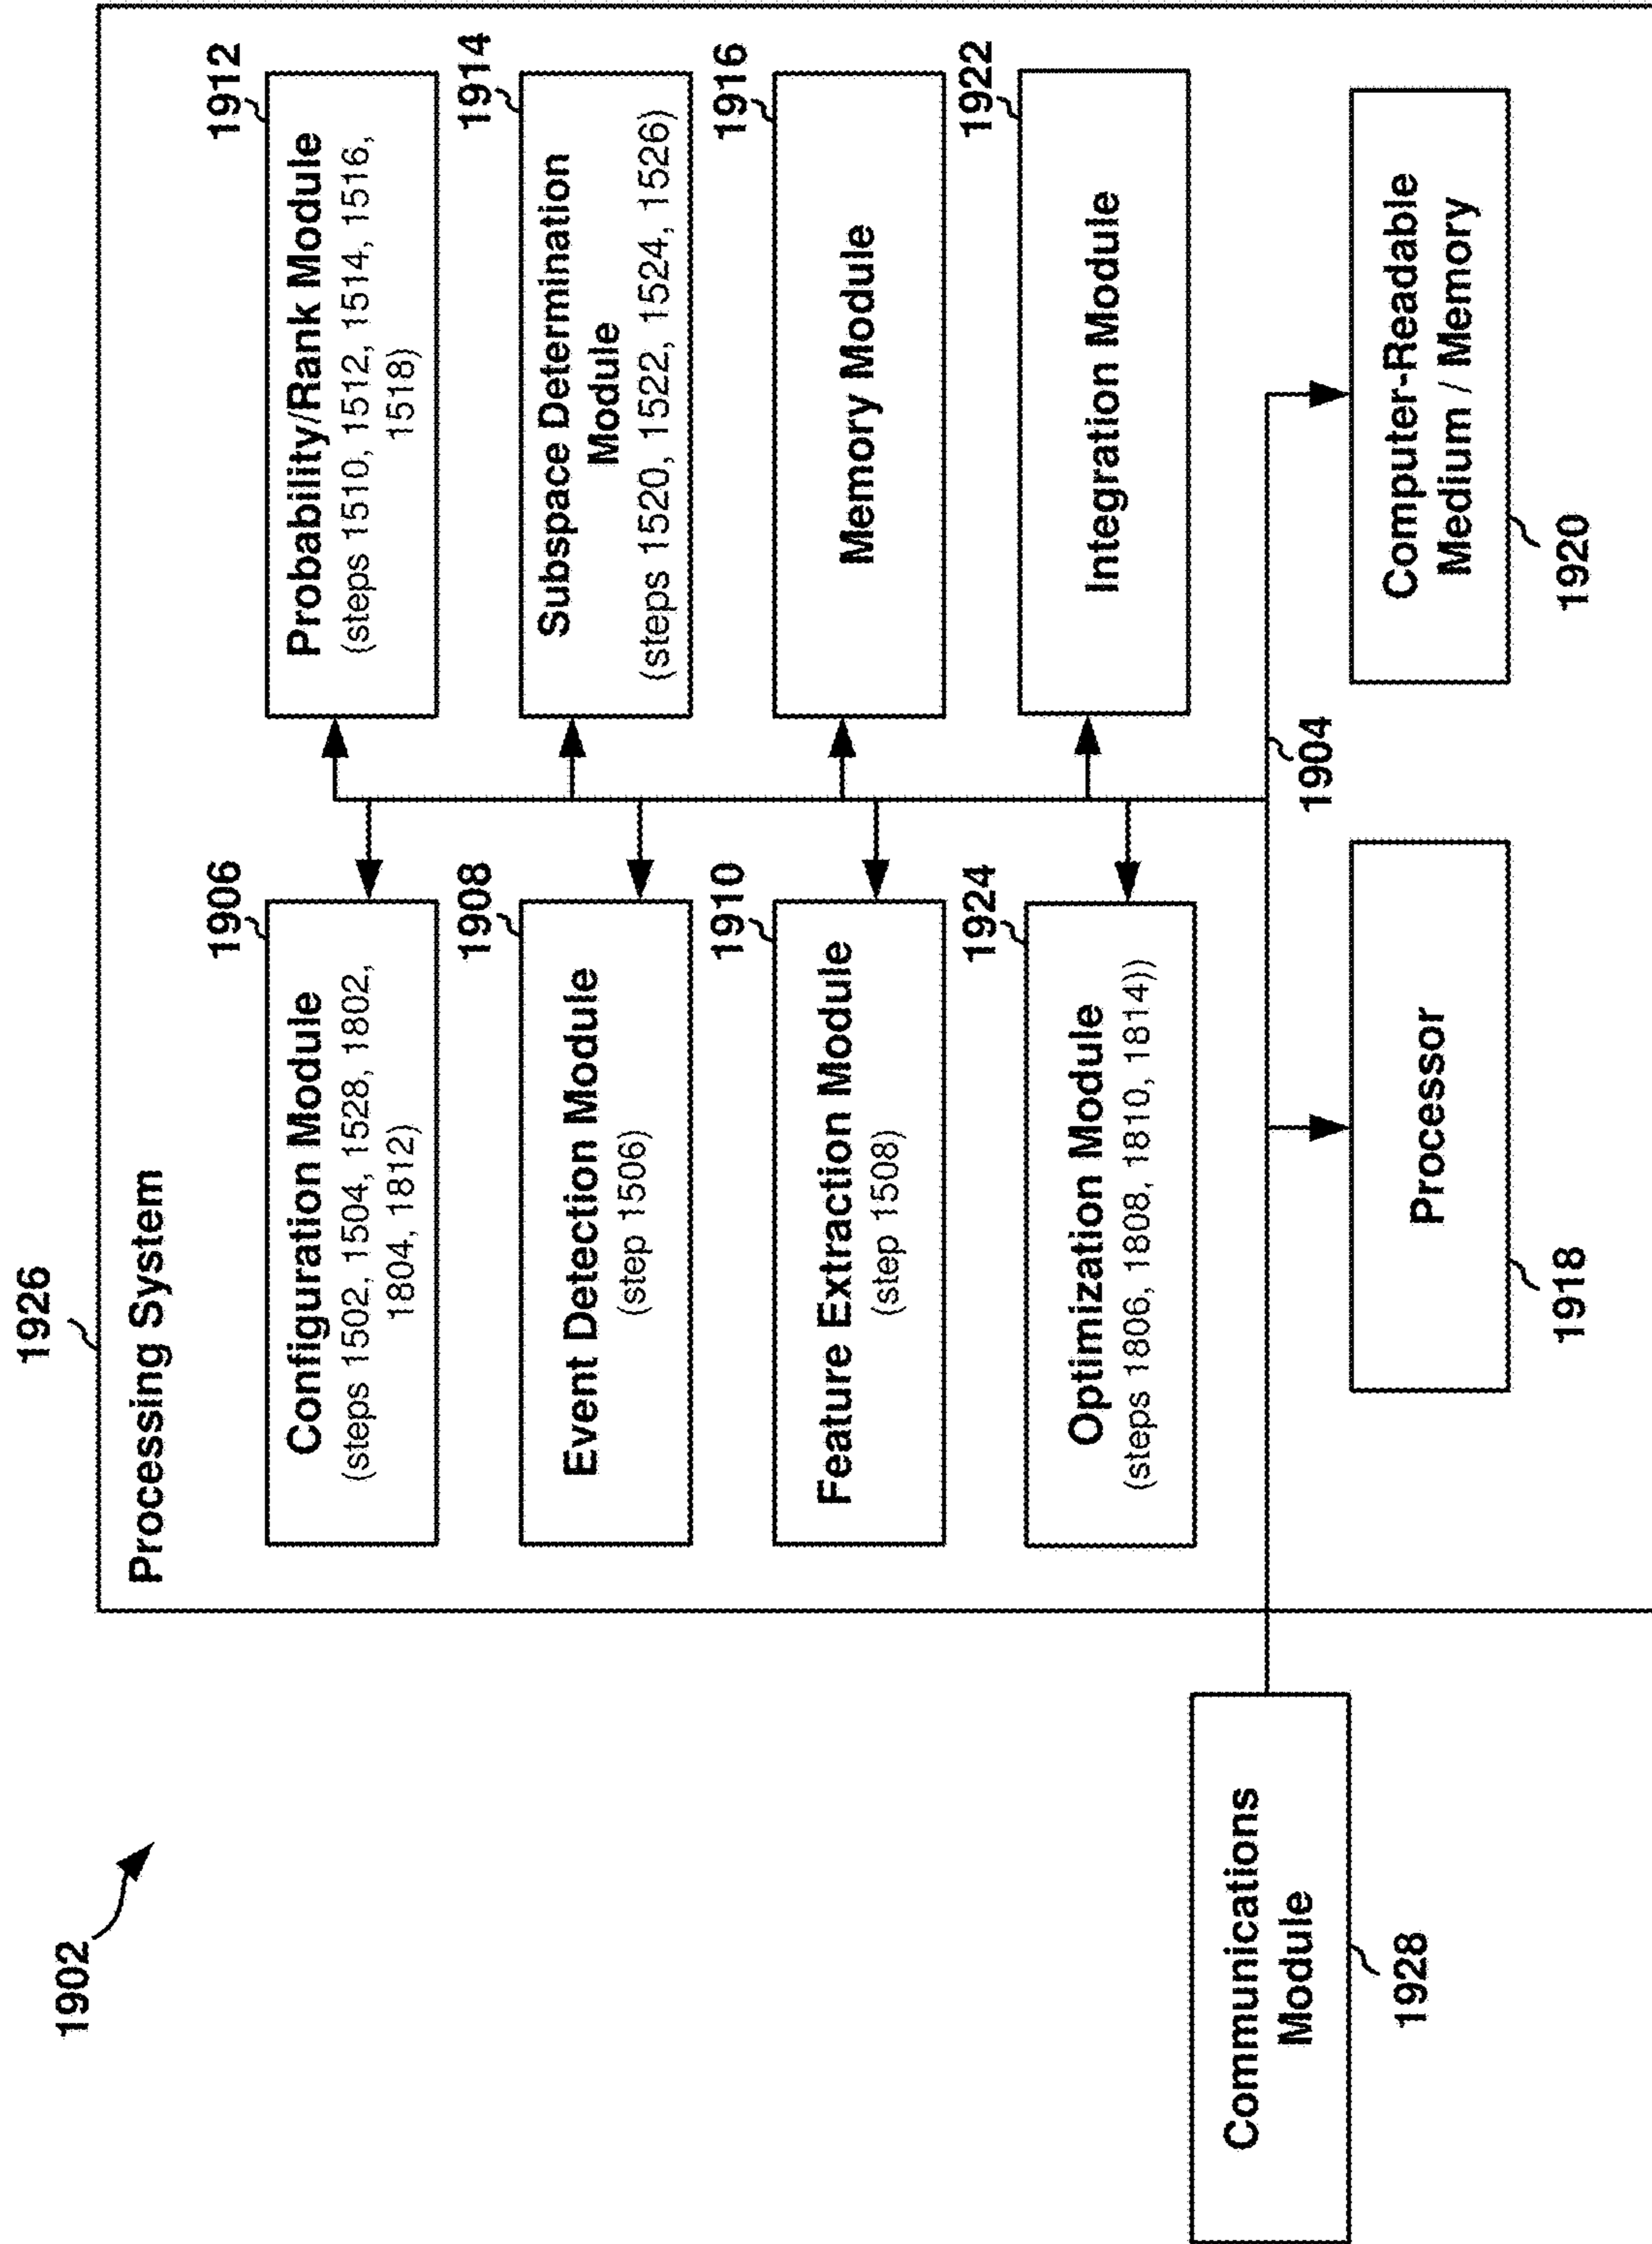 1902
1926
Processing System
1906
Configuration Module
(steps 1502, 1504, 1528, 1802,
1804, 1812)
1912
Probability/Rank Module
(steps 1510, 1512, 1514, 1516,
1518)
1908
Event Detection Module
(step 1506)
1914
Subspace Determination
Module
(steps 1520, 1522, 1524, 1526)
1910
Feature Extraction Module
(step 1508)
1916
Memory Module
1924
Optimization Module
(steps 1806, 1808, 1810, 1814))
1922
Integration Module
Communications
Module
1928
1904
Processor
1918
Computer-Readable
Medium / Memory
1920